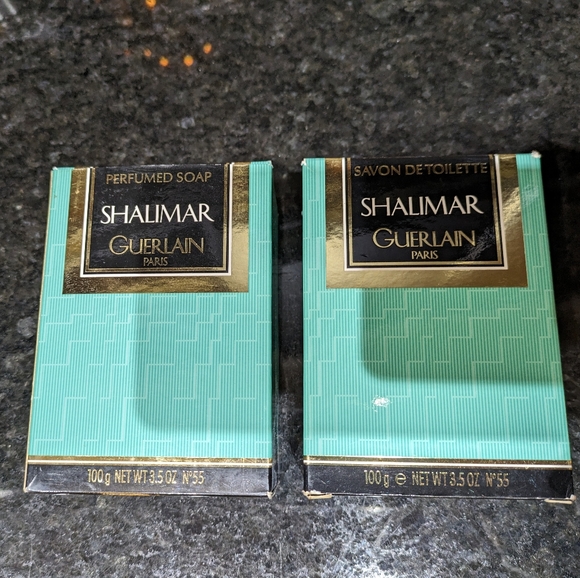 PERFUMED SOAP
SHALIMAR
GUERLAIN
PARIS
100g NET WT 3.5 OZ N°55
SAVON DE TOILETTE
SHALIMAR
GUERLAIN
PARIS
100g ℮ NET WT 3.5 OZ N°55